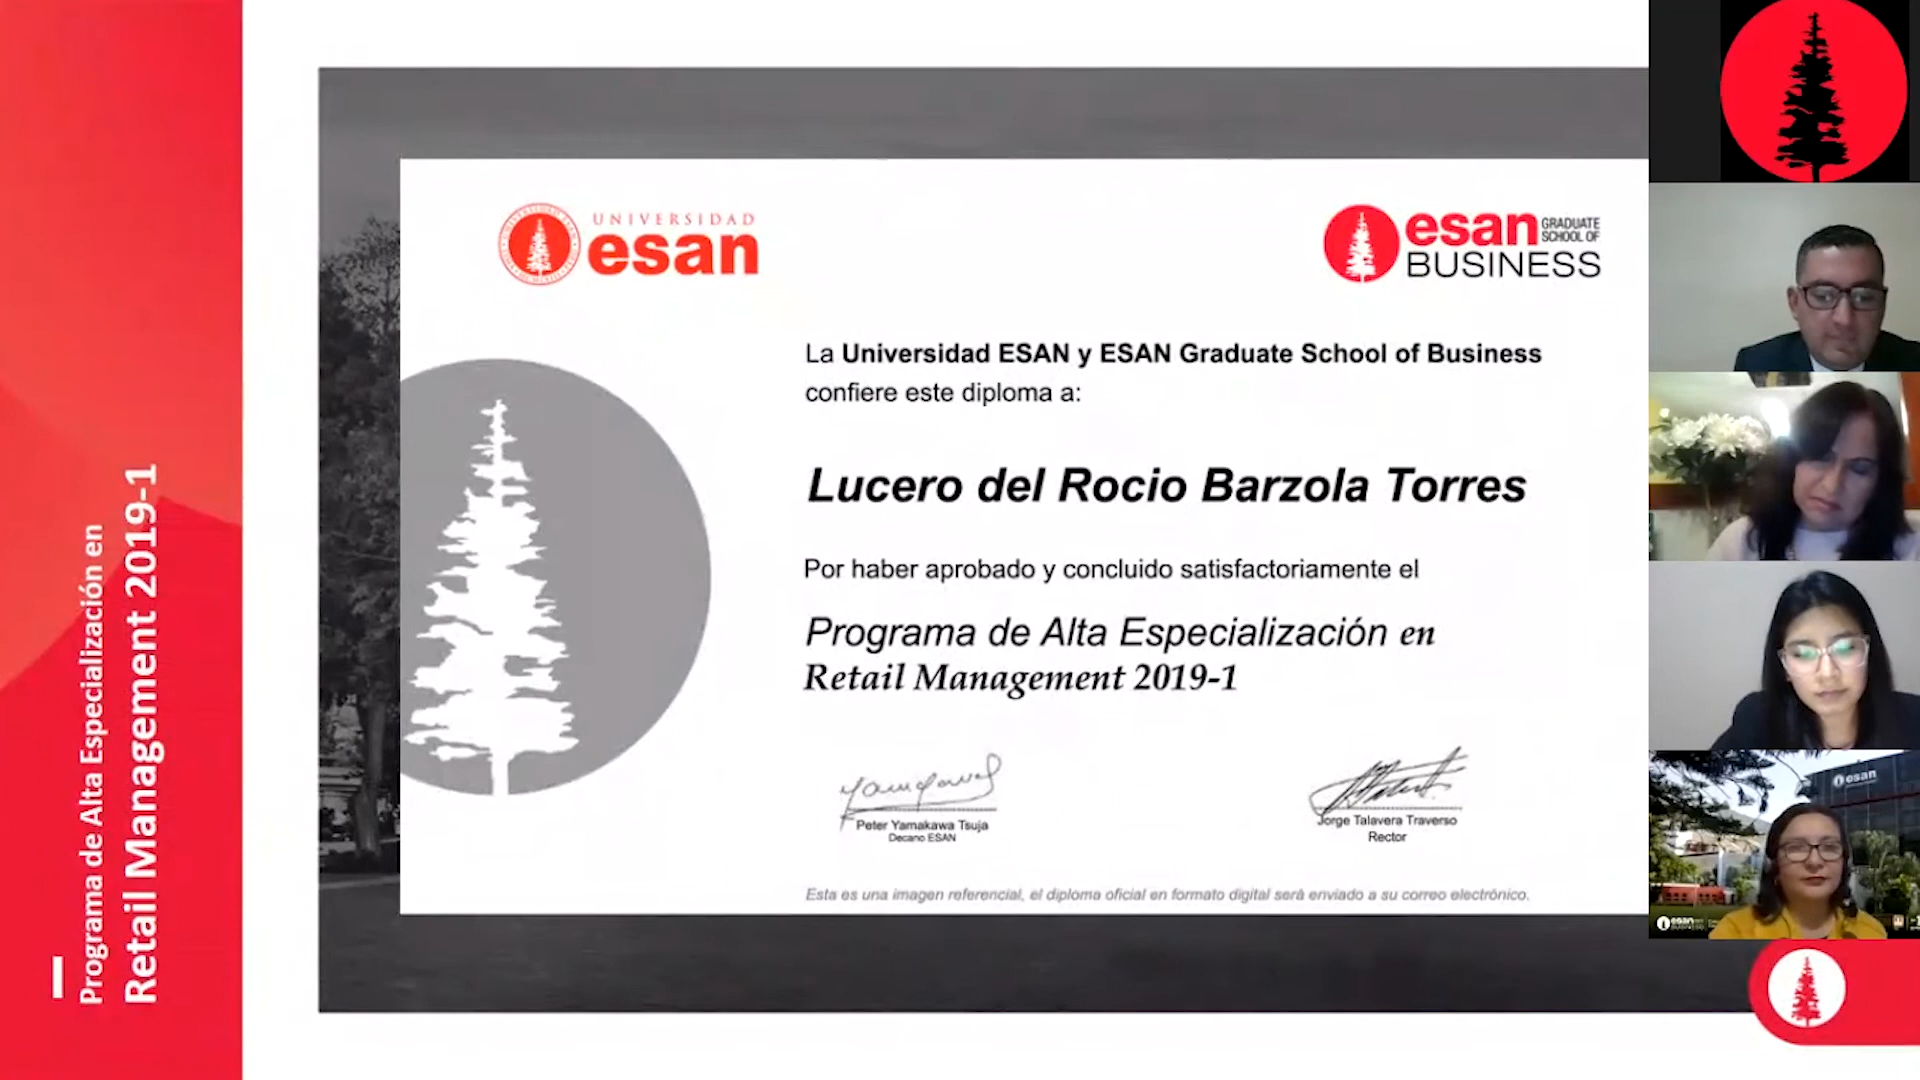 Programa de Alta Especialización en
Retail Management 2019-1
UNIVERSIDAD
esan
esan GRADUATE SCHOOL OF
BUSINESS
La Universidad ESAN y ESAN Graduate School of Business
confiere este diploma a:
Lucero del Rocio Barzola Torres
Por haber aprobado y concluido satisfactoriamente el
Programa de Alta Especialización en
Retail Management 2019-1
Peter Yamakawa Tsuja
Decano ESAN
Jorge Talavera Traverso
Rector
Esta es una imagen referencial, el diploma oficial en formato digital será enviado a su correo electrónico.
esan
esan
BUSINESS